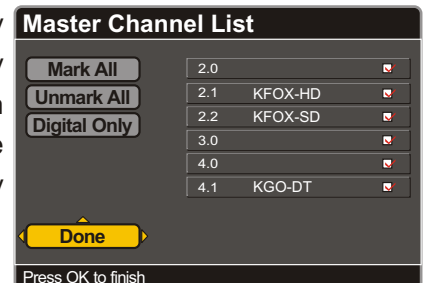 Master Channel List
Mark All
Unmark All
Digital Only
2.0
2.1 KFOX-HD
2.2 KFOX-SD
3.0
4.0
4.1 KGO-DT
Done
Press OK to finish